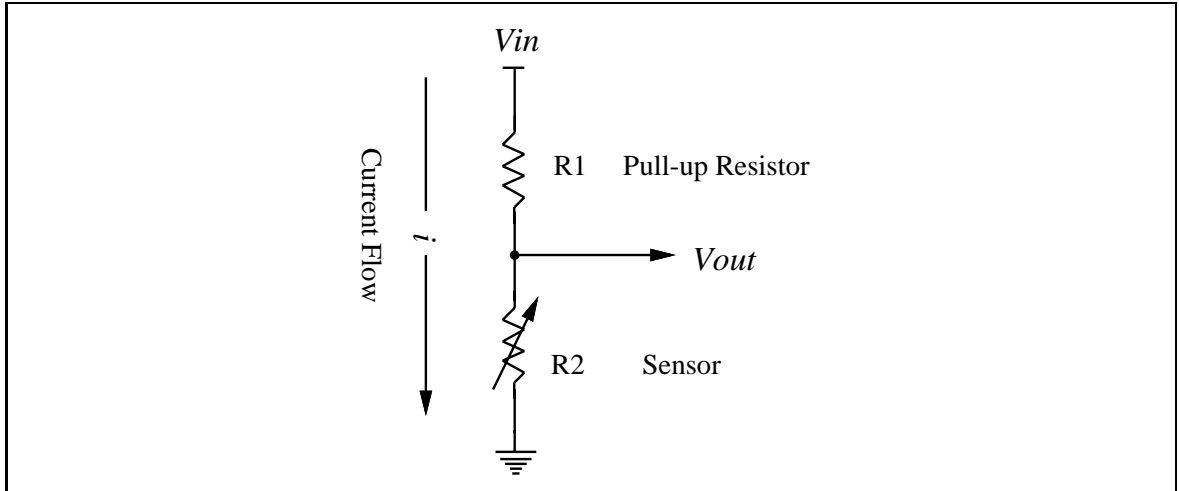 Vin
R1 Pull-up Resistor
Current Flow
i
Vout
R2 Sensor